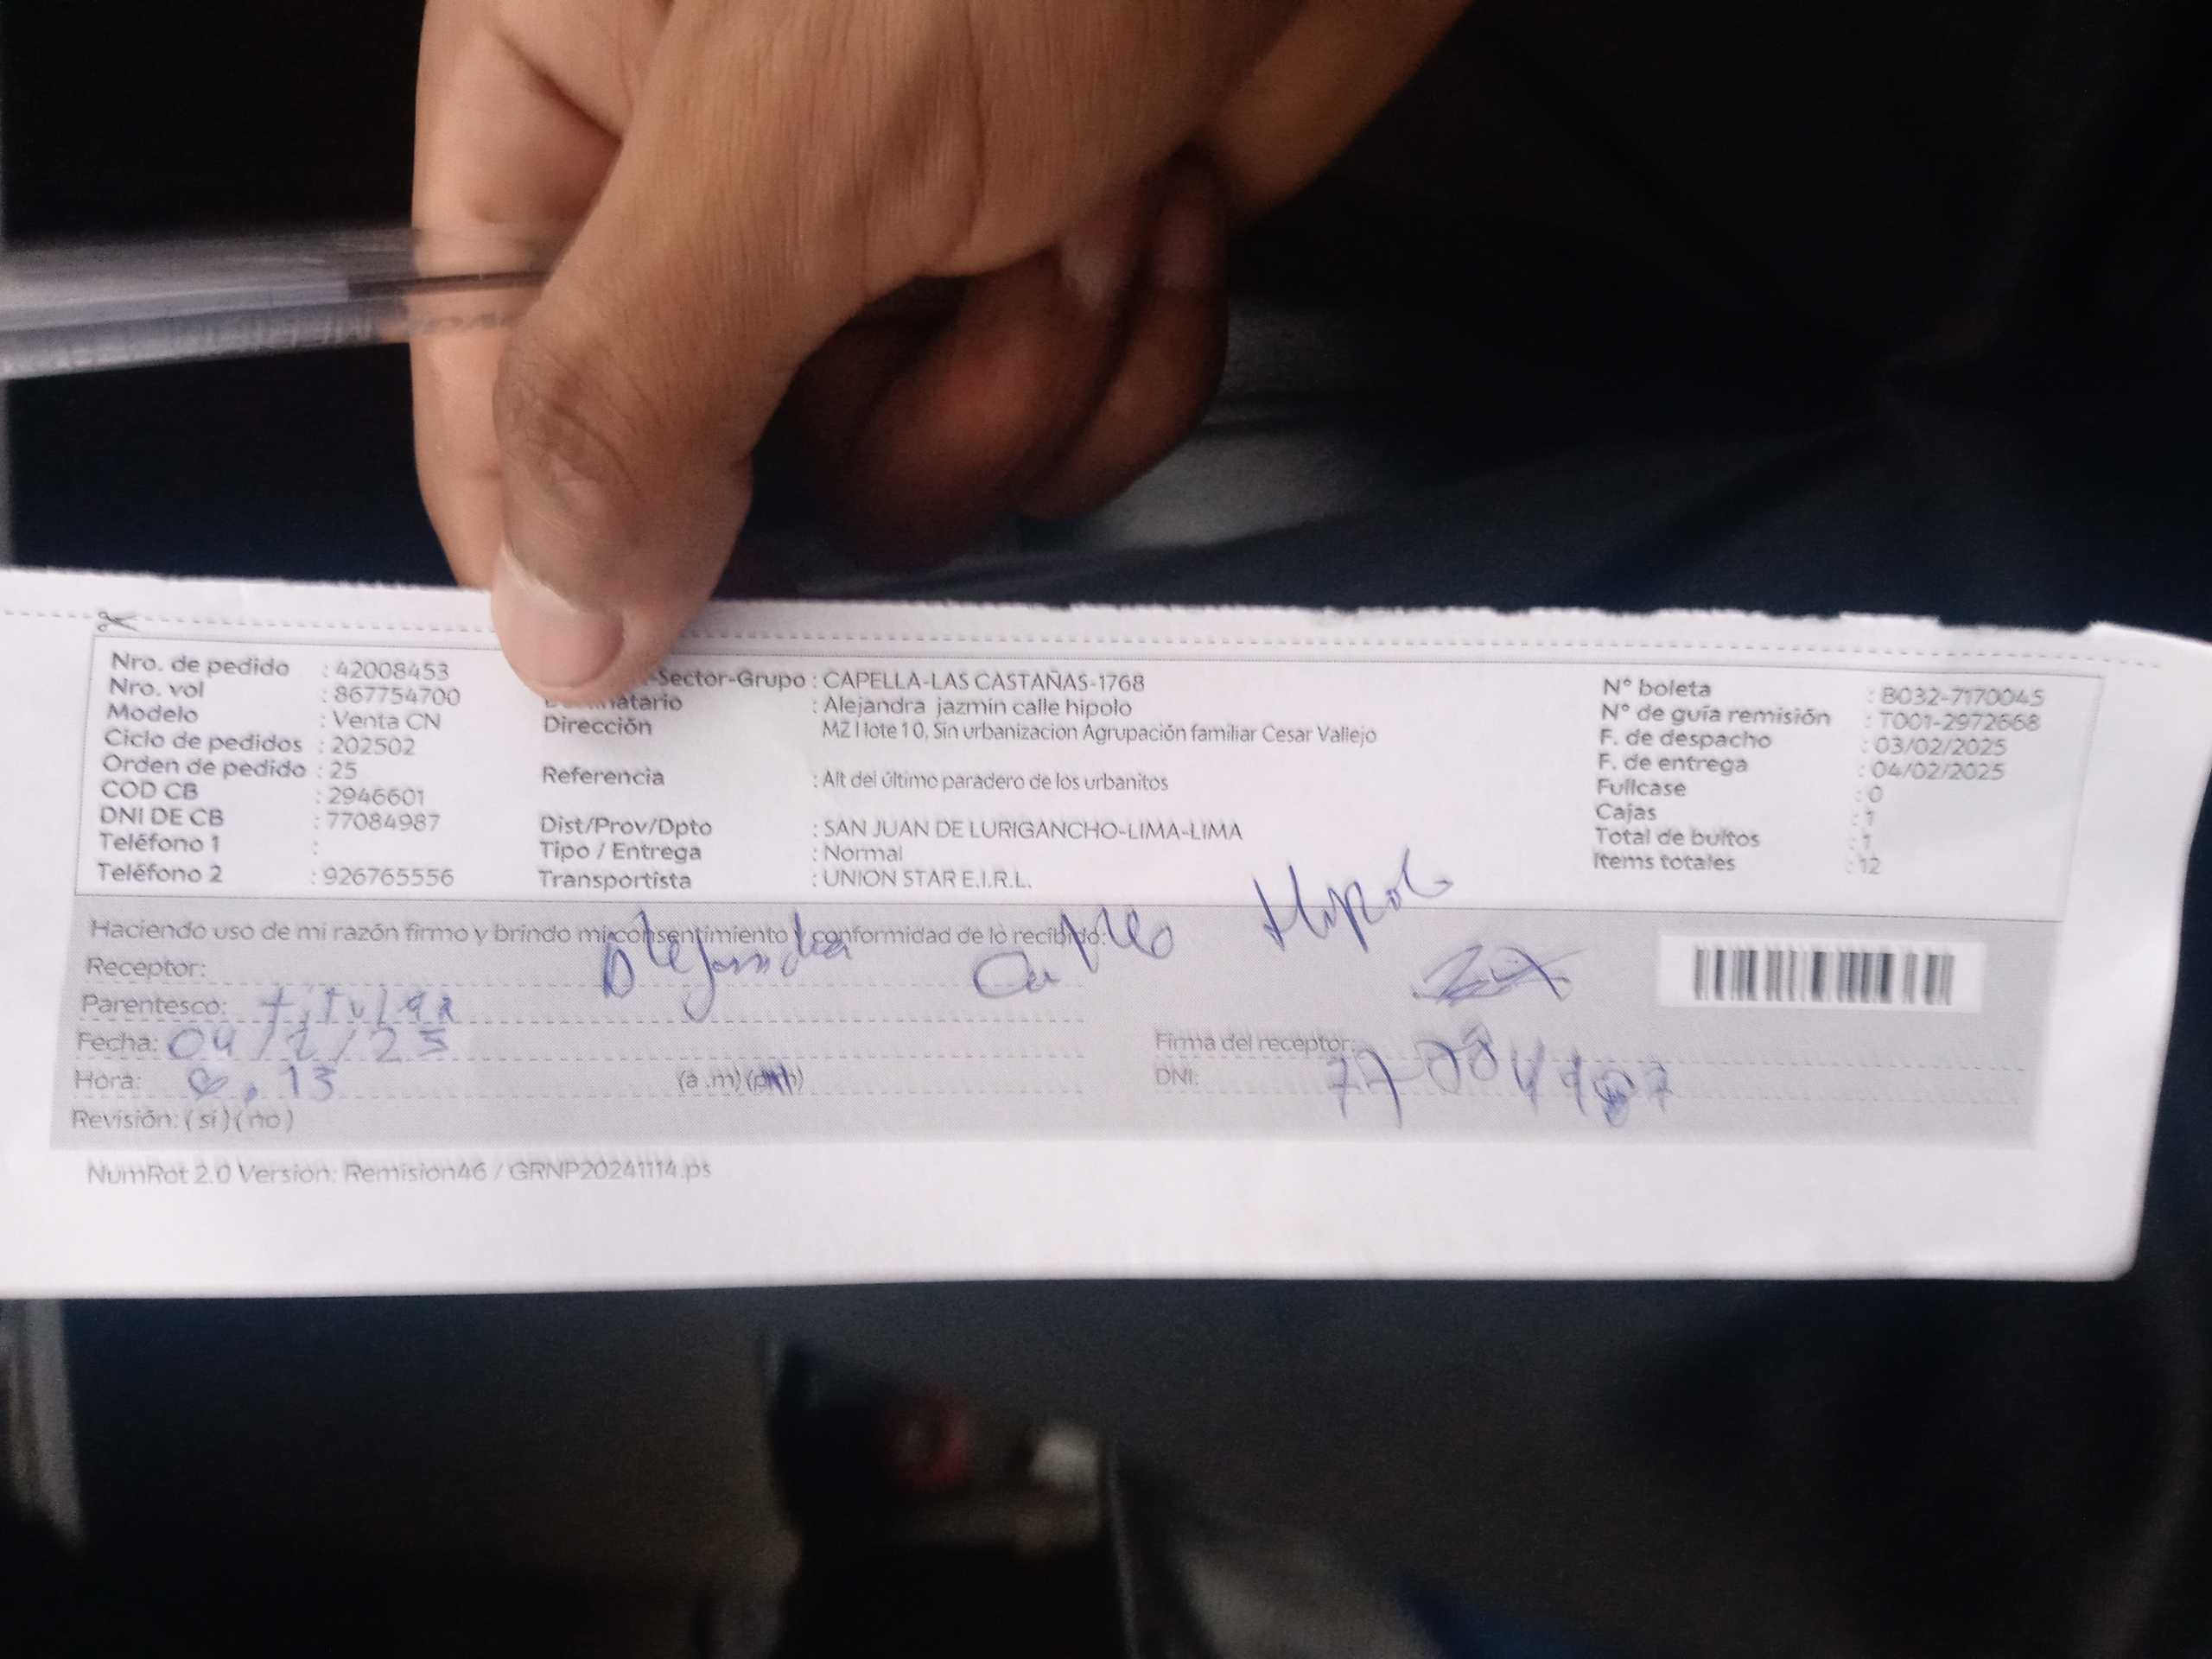 Nro. de pedido : 42008453
Nro. vol : 867754700
Modelo : Venta CN
Ciclo de pedidos : 202502
Orden de pedido : 25
COD CB : 2946601
DNI DE CB : 77084987
Teléfono 1 :
Teléfono 2 : 926765556
-Sector-Grupo : CAPELLA-LAS CASTAÑAS-1768
: Alejandra jazmin calle hipolo
Dirección MZ I lote 10, Sin urbanizacion Agrupación familiar Cesar Vallejo
Referencia : Alt del último paradero de los urbanitos
Dist/Prov/Dpto : SAN JUAN DE LURIGANCHO-LIMA-LIMA
Tipo / Entrega : Normal
Transportista : UNION STAR E.I.R.L.
N° boleta : B032-7170045
N° de guía remisión : T001-2972668
F. de despacho : 03/02/2025
F. de entrega : 04/02/2025
Fullcase : 0
Cajas : 1
Total de bultos : 1
Items totales : 12
Haciendo uso de mi razón firmo y brindo mi consentimiento y conformidad de lo recibido:
Receptor: Alejandra Hipolo
Parentesco: titular
Fecha: 04/2/25
Hora: 13 (a .m)
Revisión: (si) (no)
Firma del receptor:
DNI: 77084987
NumRot 2.0 Version: Remision46 / GRNP20241114.ps